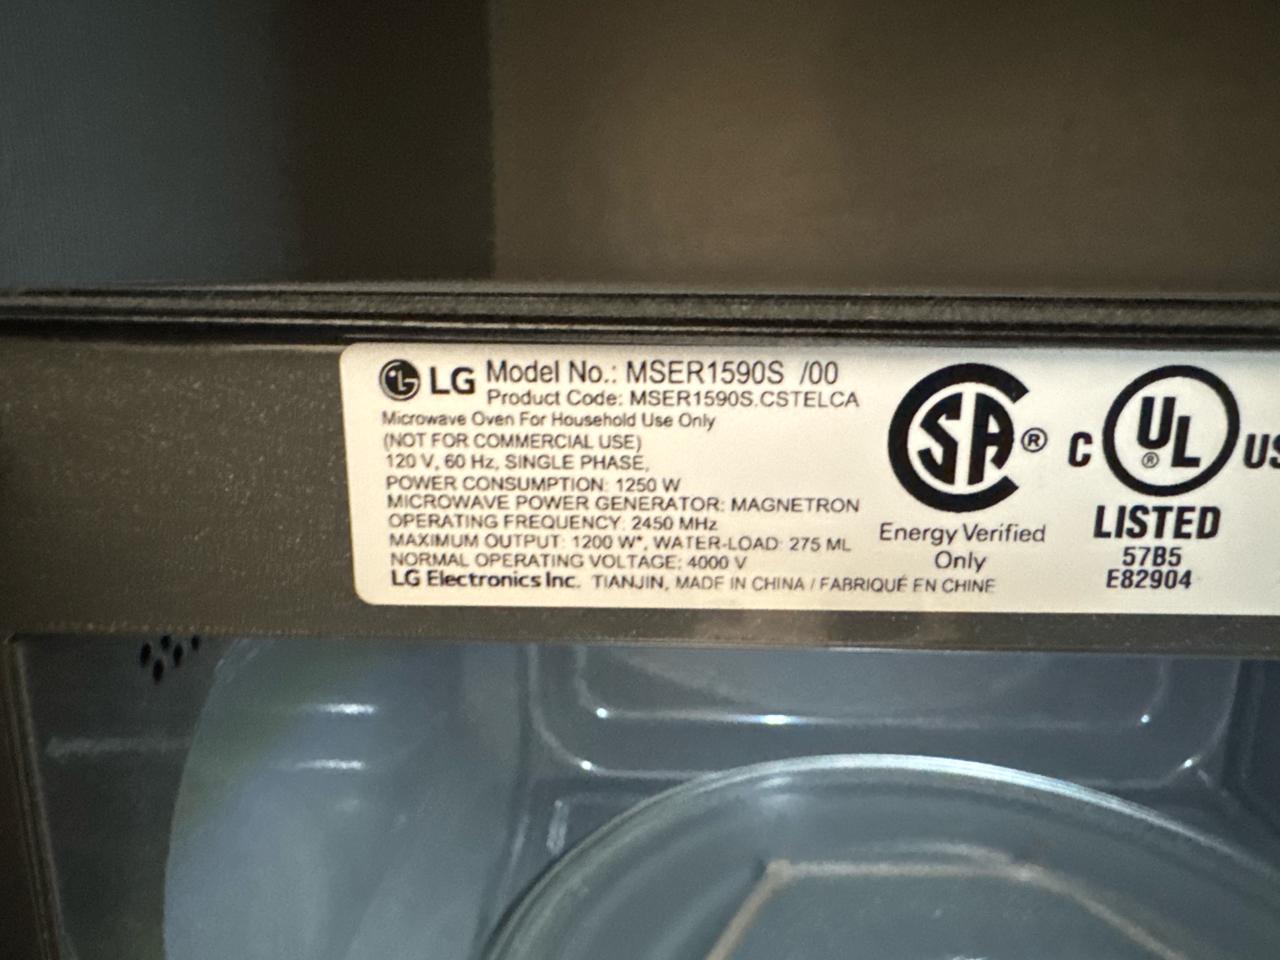 LG Model No.: MSER1590S /00
Product Code: MSER1590S.CSTELCA
Microwave Oven For Household Use Only
(NOT FOR COMMERCIAL USE)
120 V, 60 Hz, SINGLE PHASE,
POWER CONSUMPTION: 1250 W
MICROWAVE POWER GENERATOR: MAGNETRON
OPERATING FREQUENCY: 2450 MHz
MAXIMUM OUTPUT: 1200 W*, WATER-LOAD: 275 ML
NORMAL OPERATING VOLTAGE: 4000 V
LG Electronics Inc. TIANJIN, MADE IN CHINA / FABRIQUÉ EN CHINE
SA®
Energy Verified
Only
C UL® US
LISTED
57B5
E82904